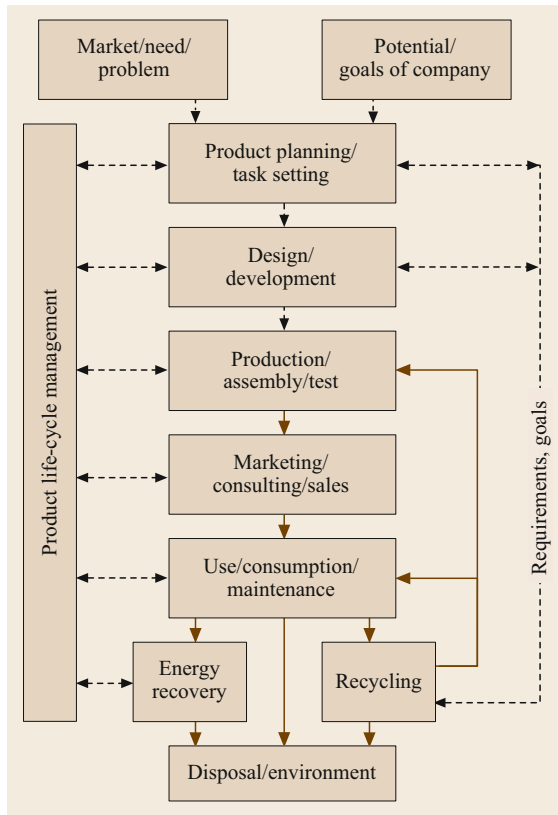 Market/need/
problem
Potential/
goals of company
Product planning/
task setting
Design/
development
Production/
assembly/test
Marketing/
consulting/sales
Use/consumption/
maintenance
Energy
recovery
Recycling
Disposal/environment
Product life-cycle management
Requirements, goals